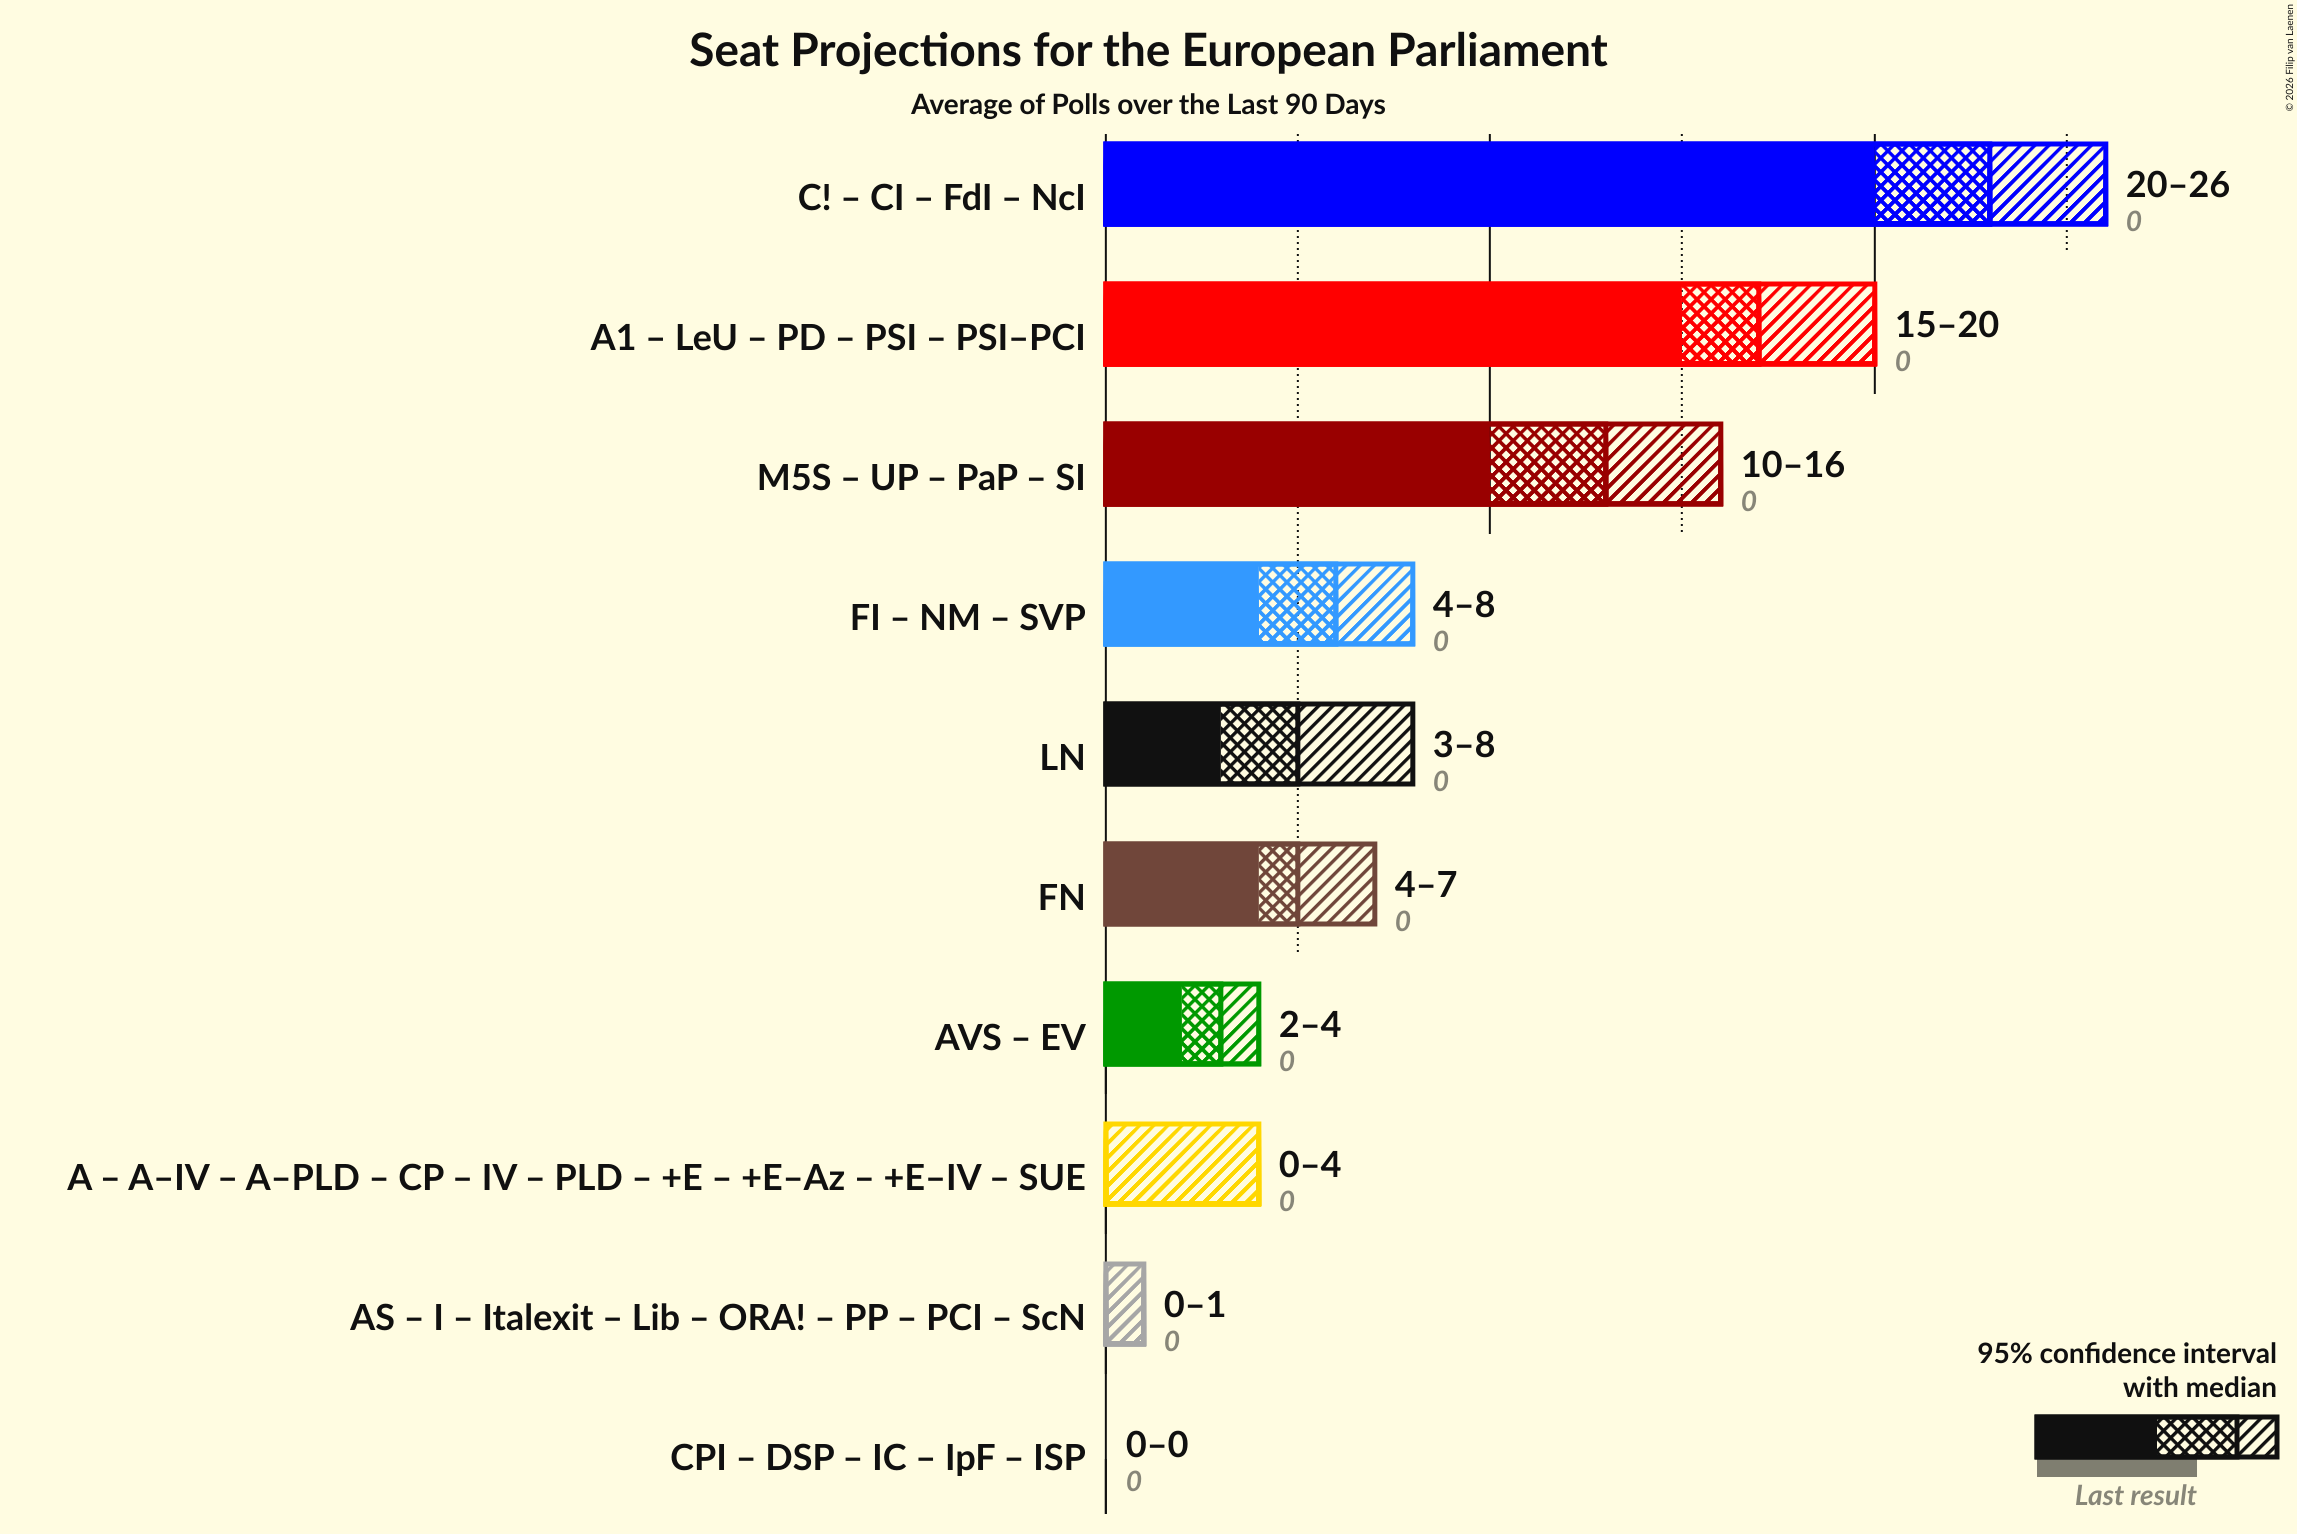 Seat Projections for the European Parliament
Average of Polls over the Last 90 Days
© 2026 Filip van Laenen
C! – CI – FdI – NcI
20–26
0
A1 – LeU – PD – PSI – PSI–PCI
15–20
0
M5S – UP – PaP – SI
10–16
0
FI – NM – SVP
4–8
0
LN
3–8
0
FN
4–7
0
AVS – EV
2–4
0
A – A–IV – A–PLD – CP – IV – PLD – +E – +E–Az – +E–IV – SUE
0–4
0
AS – I – Italexit – Lib – ORA! – PP – PCI – ScN
0–1
0
CPI – DSP – IC – IpF – ISP
0–0
0
95% confidence interval
with median
Last result